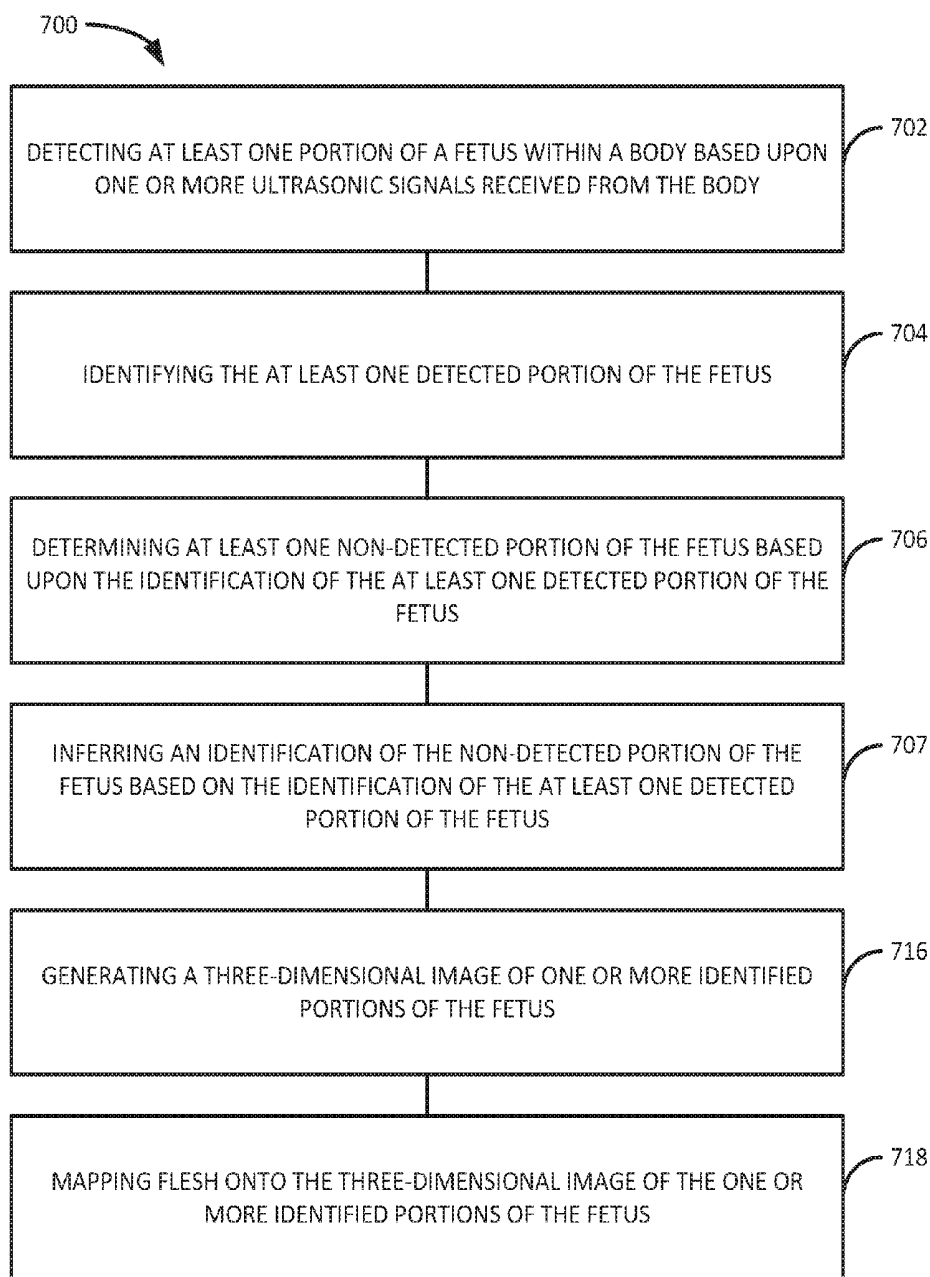 700
DETECTING AT LEAST ONE PORTION OF A FETUS WITHIN A BODY BASED UPON
ONE OR MORE ULTRASONIC SIGNALS RECEIVED FROM THE BODY
702
IDENTIFYING THE AT LEAST ONE DETECTED PORTION OF THE FETUS
704
DETERMINING AT LEAST ONE NON-DETECTED PORTION OF THE FETUS BASED
UPON THE IDENTIFICATION OF THE AT LEAST ONE DETECTED PORTION OF THE
FETUS
706
INFERRING AN IDENTIFICATION OF THE NON-DETECTED PORTION OF THE
FETUS BASED ON THE IDENTIFICATION OF THE AT LEAST ONE DETECTED
PORTION OF THE FETUS
707
GENERATING A THREE-DIMENSIONAL IMAGE OF ONE OR MORE IDENTIFIED
PORTIONS OF THE FETUS
716
MAPPING FLESH ONTO THE THREE-DIMENSIONAL IMAGE OF THE ONE OR
MORE IDENTIFIED PORTIONS OF THE FETUS
718